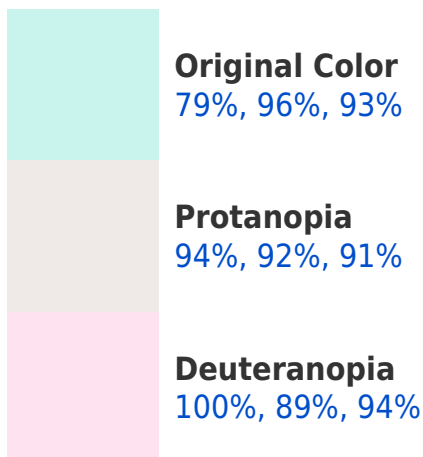 Original Color
79%, 96%, 93%
Protanopia
94%, 92%, 91%
Deuteranopia
100%, 89%, 94%